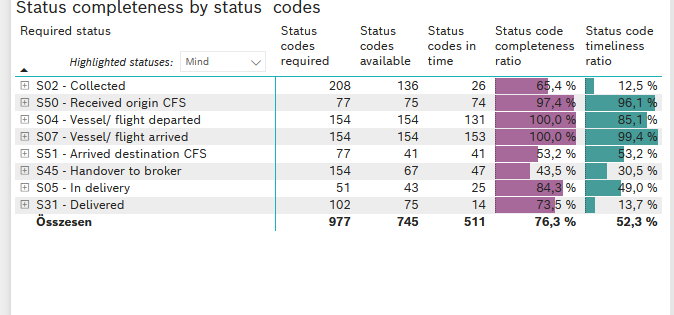 Status completeness by status codes
Required status
Highlighted statuses: Mind
Status codes required
Status codes available
Status codes in time
Status code completeness ratio
Status code timeliness ratio
S02 - Collected 208 136 26 65,4 % 12,5 %
S50 - Received origin CFS 77 75 74 97,4 % 96,1 %
S04 - Vessel/ flight departed 154 154 131 100,0 % 85,1 %
S07 - Vessel/ flight arrived 154 154 153 100,0 % 99,4 %
S51 - Arrived destination CFS 77 41 41 53,2 % 53,2 %
S45 - Handover to broker 154 67 47 43,5 % 30,5 %
S05 - In delivery 51 43 25 84,3 % 49,0 %
S31 - Delivered 102 75 14 73,5 % 13,7 %
Összesen 977 745 511 76,3 % 52,3 %